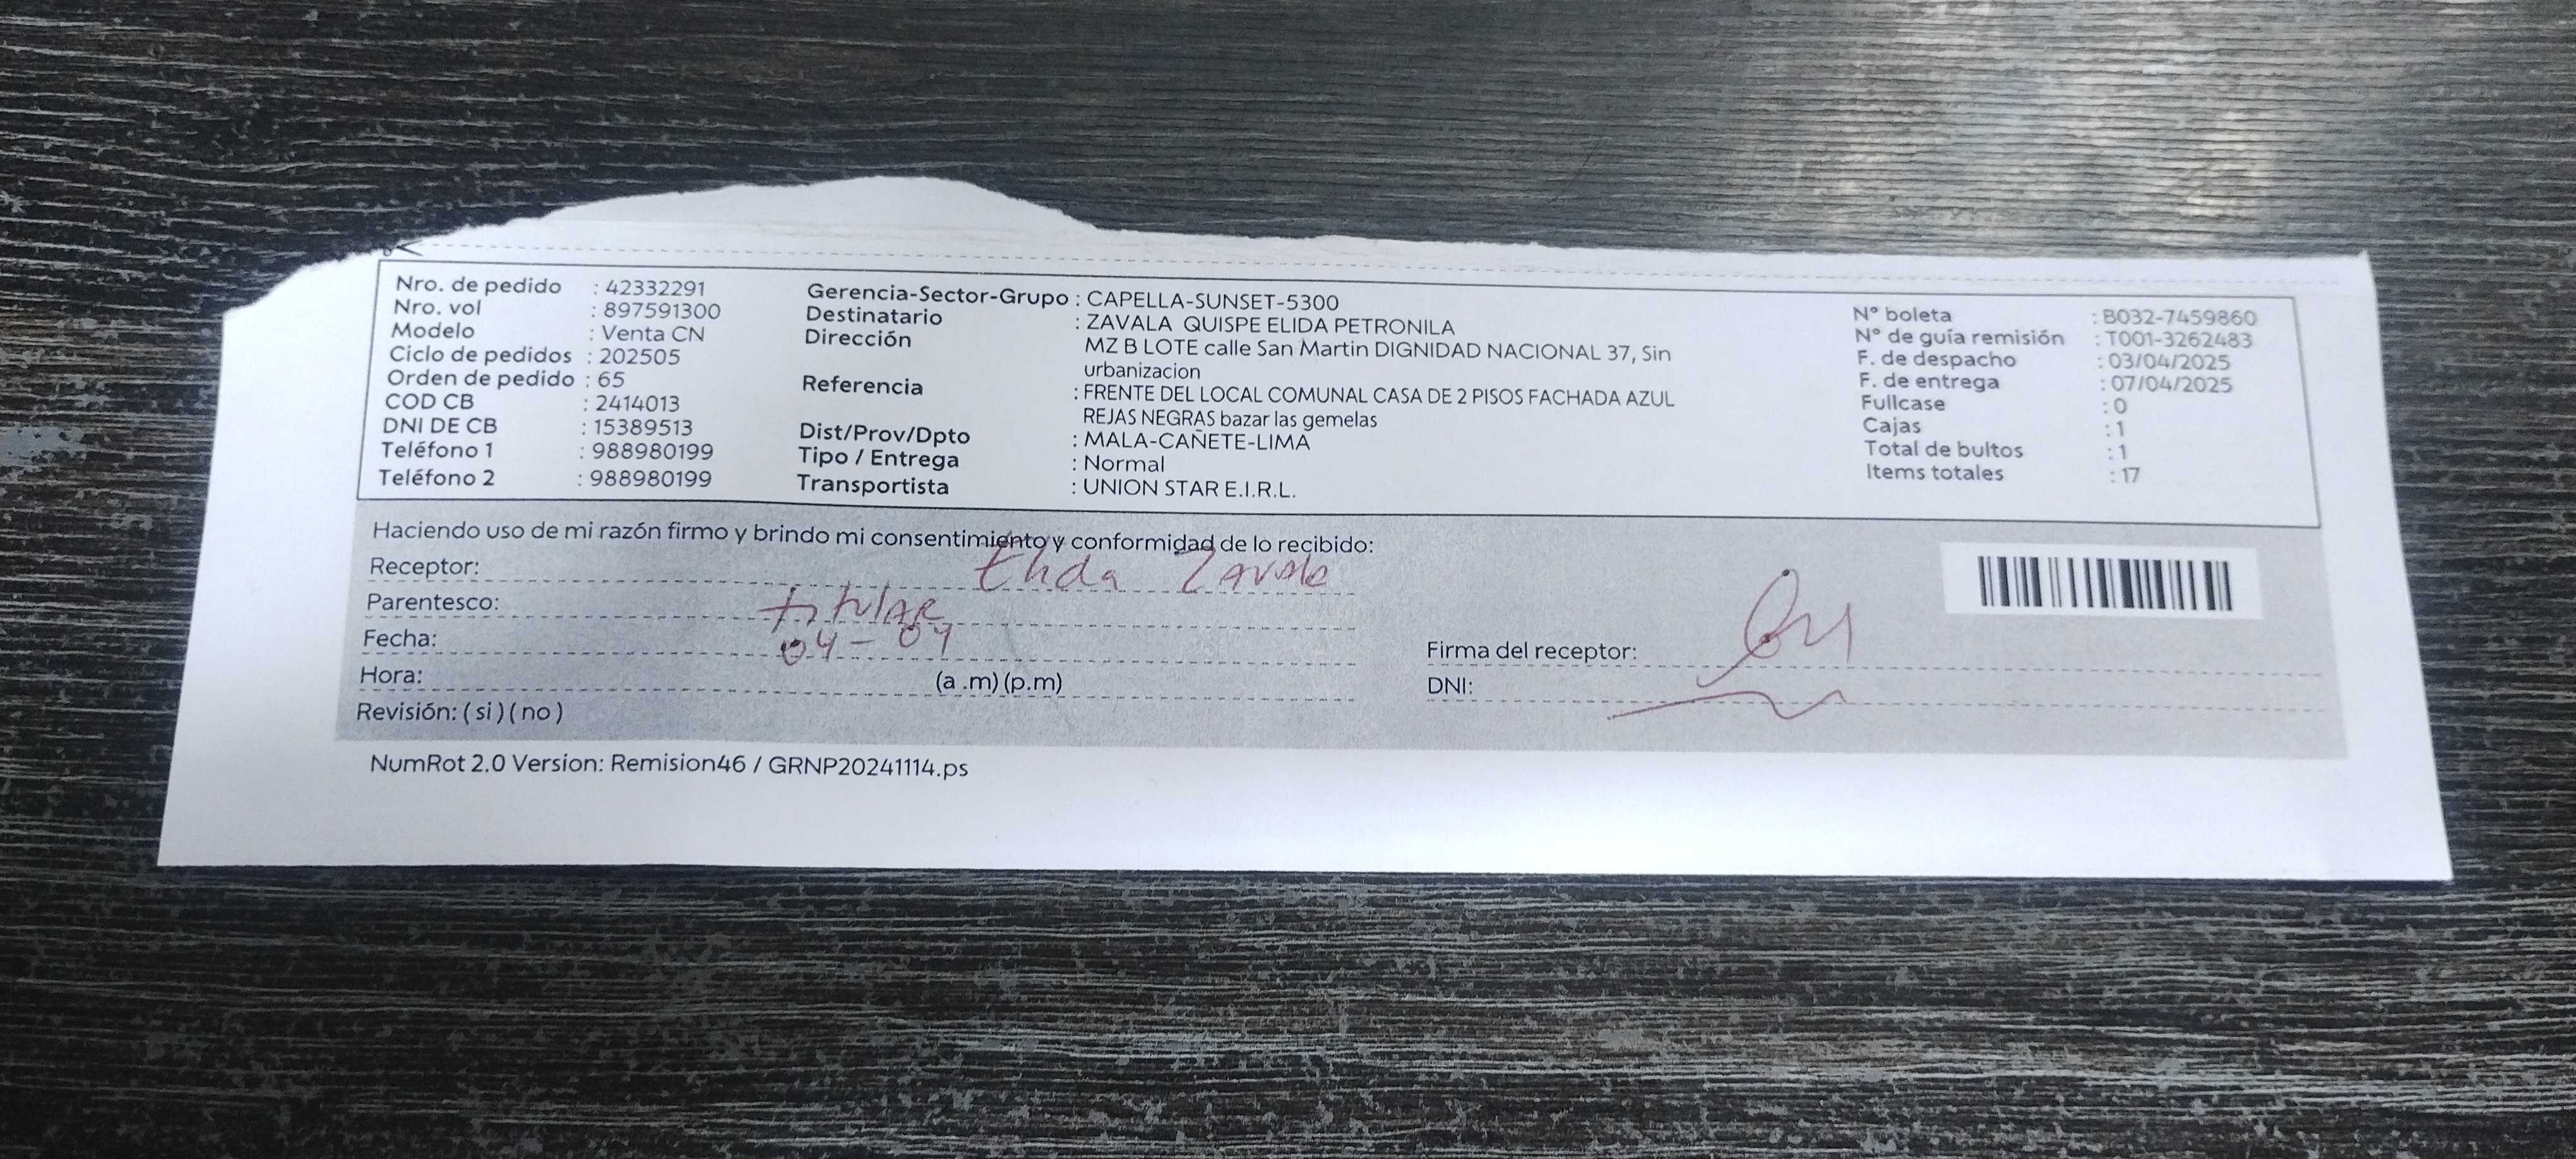 Nro. de pedido : 42332291
Nro. vol : 897591300
Modelo : Venta CN
Ciclo de pedidos : 202505
Orden de pedido : 65
COD CB : 2414013
DNI DE CB : 15389513
Teléfono 1 : 988980199
Teléfono 2 : 988980199
Gerencia-Sector-Grupo : CAPELLA-SUNSET-5300
Destinatario : ZAVALA QUISPE ELIDA PETRONILA
Dirección MZ B LOTE calle San Martin DIGNIDAD NACIONAL 37, Sin
urbanizacion
Referencia : FRENTE DEL LOCAL COMUNAL CASA DE 2 PISOS FACHADA AZUL
REJAS NEGRAS bazar las gemelas
Dist/Prov/Dpto : MALA-CAÑETE-LIMA
Tipo / Entrega : Normal
Transportista : UNION STAR E.I.R.L.
N° boleta : B032-7459860
N° de guía remisión : T001-3262483
F. de despacho : 03/04/2025
F. de entrega : 07/04/2025
Fullcase : 0
Cajas : 1
Total de bultos : 1
Items totales : 17
Haciendo uso de mi razón firmo y brindo mi consentimiento y conformidad de lo recibido:
Receptor: Elida Zavala
Parentesco: titular
Fecha: 04-04
Hora: (a .m) (p.m)
Revisión: ( si ) ( no )
Firma del receptor:
DNI:
NumRot 2.0 Version: Remision46 / GRNP20241114.ps